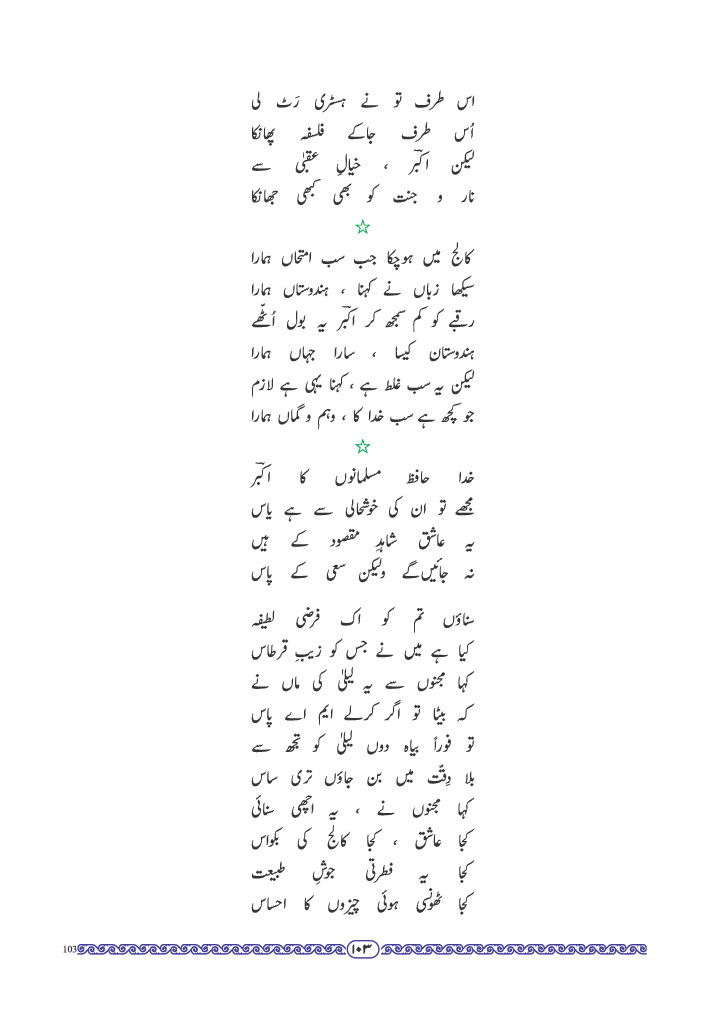 اس طرف تو نے ہسٹری رَٹ لی
اُس طرف جاکے فلسفہ پھانکا
لیکن اکبرؔ ، خیالِ عقبٰی سے
نار و جنت کو بھی کبھی جھانکا
☆
کالج میں ہوچکا جب سب امتحاں ہمارا
سیکھا زباں نے کہنا ، ہندوستاں ہمارا
رقبے کو کم سمجھ کر اکبرؔ یہ بول اُٹھّے
ہندوستان کیسا ، سارا جہاں ہمارا
لیکن یہ سب غلط ہے ، کہنا یہی ہے لازم
جو کچھ ہے سب خدا کا ، وہم و گماں ہمارا
☆
خدا حافظ مسلمانوں کا اکبرؔ
مجھے تو ان کی خوشحالی سے ہے یاس
یہ عاشق شاہدِ مقصود کے ہیں
نہ جائیں گے ولیکن سعی کے پاس
سناؤں تم کو اک فرضی لطیفہ
کیا ہے میں نے جس کو زیبِ قرطاس
کہا مجنوں سے یہ لیلیٰ کی ماں نے
کہ بیٹا تو اگر کرلے ایم اے پاس
تو فوراً بیاہ دوں لیلیٰ کو تجھ سے
بلا دِقّت میں بن جاؤں تری ساس
کہا مجنوں نے ، یہ اچھی سنائی
کجا عاشق ، کجا کالج کی بکواس
کجا یہ فطرتی جوشِ طبیعت
کجا ٹھونسی ہوئی چیزوں کا احساس
103
۱۰۳